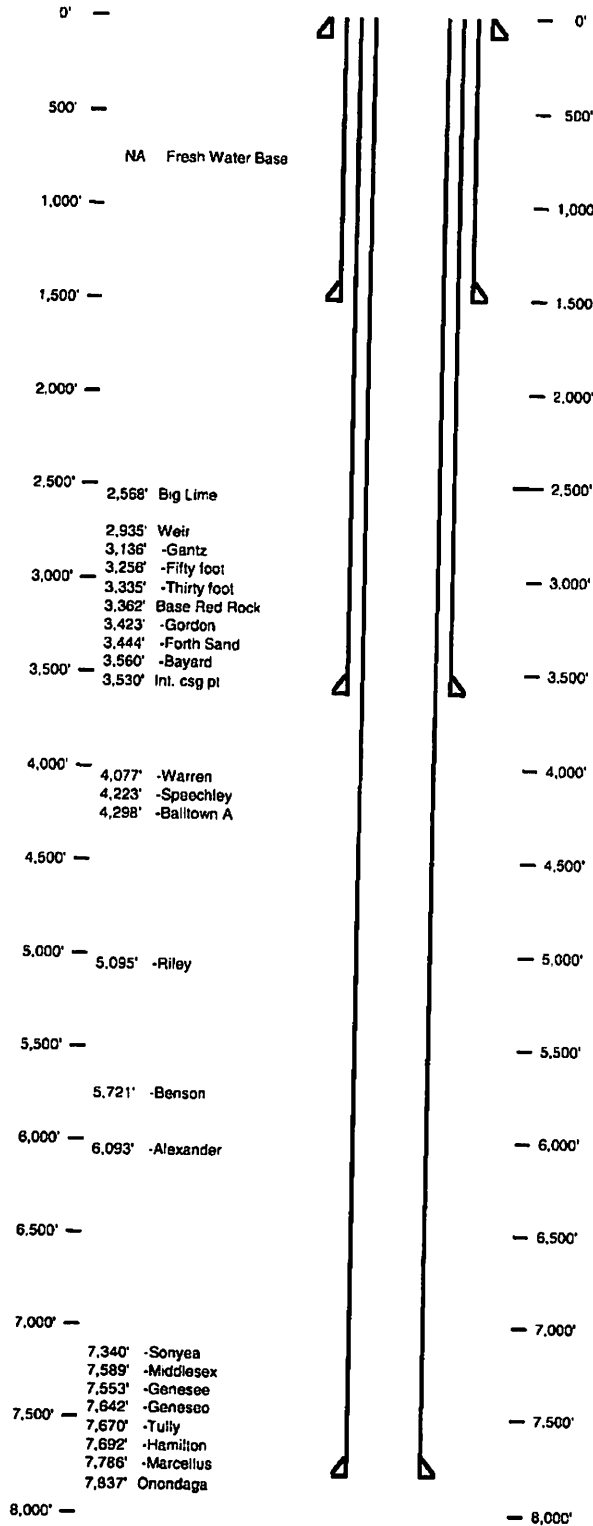 0' 0'
500' 500'
NA Fresh Water Base
1,000' 1,000'
1,500' 1.500'
2,000' 2,000'
2,500' 2,500'
2,568' Big Lime
2,935' Weir
3,136' -Gantz
3,256' -Fifty foot
3,000' 3.000'
3,335' -Thirty foot
3,362' Base Red Rock
3,423' -Gordon
3,444' -Forth Sand
3,560' -Bayard
3,500' 3,500'
3,530' Int. csg pt
4,000' 4,000'
4,077' -Warren
4,223' -Speechley
4,298' -Balltown A
4,500' 4,500'
5,000' 5,000'
5.095' -Riley
5,500' 5,500'
5.721' -Benson
6,000' 6,000'
6,093' -Alexander
6,500' 6,500'
7,000' 7,000'
7,340' -Sonyea
7,589' -Middlesex
7,553' -Genesee
7,642' -Geneseo
7,500' 7,500'
7,670' -Tully
7,692' -Hamilton
7,786' -Marcellus
7,837' Onondaga
8,000' 8,000'